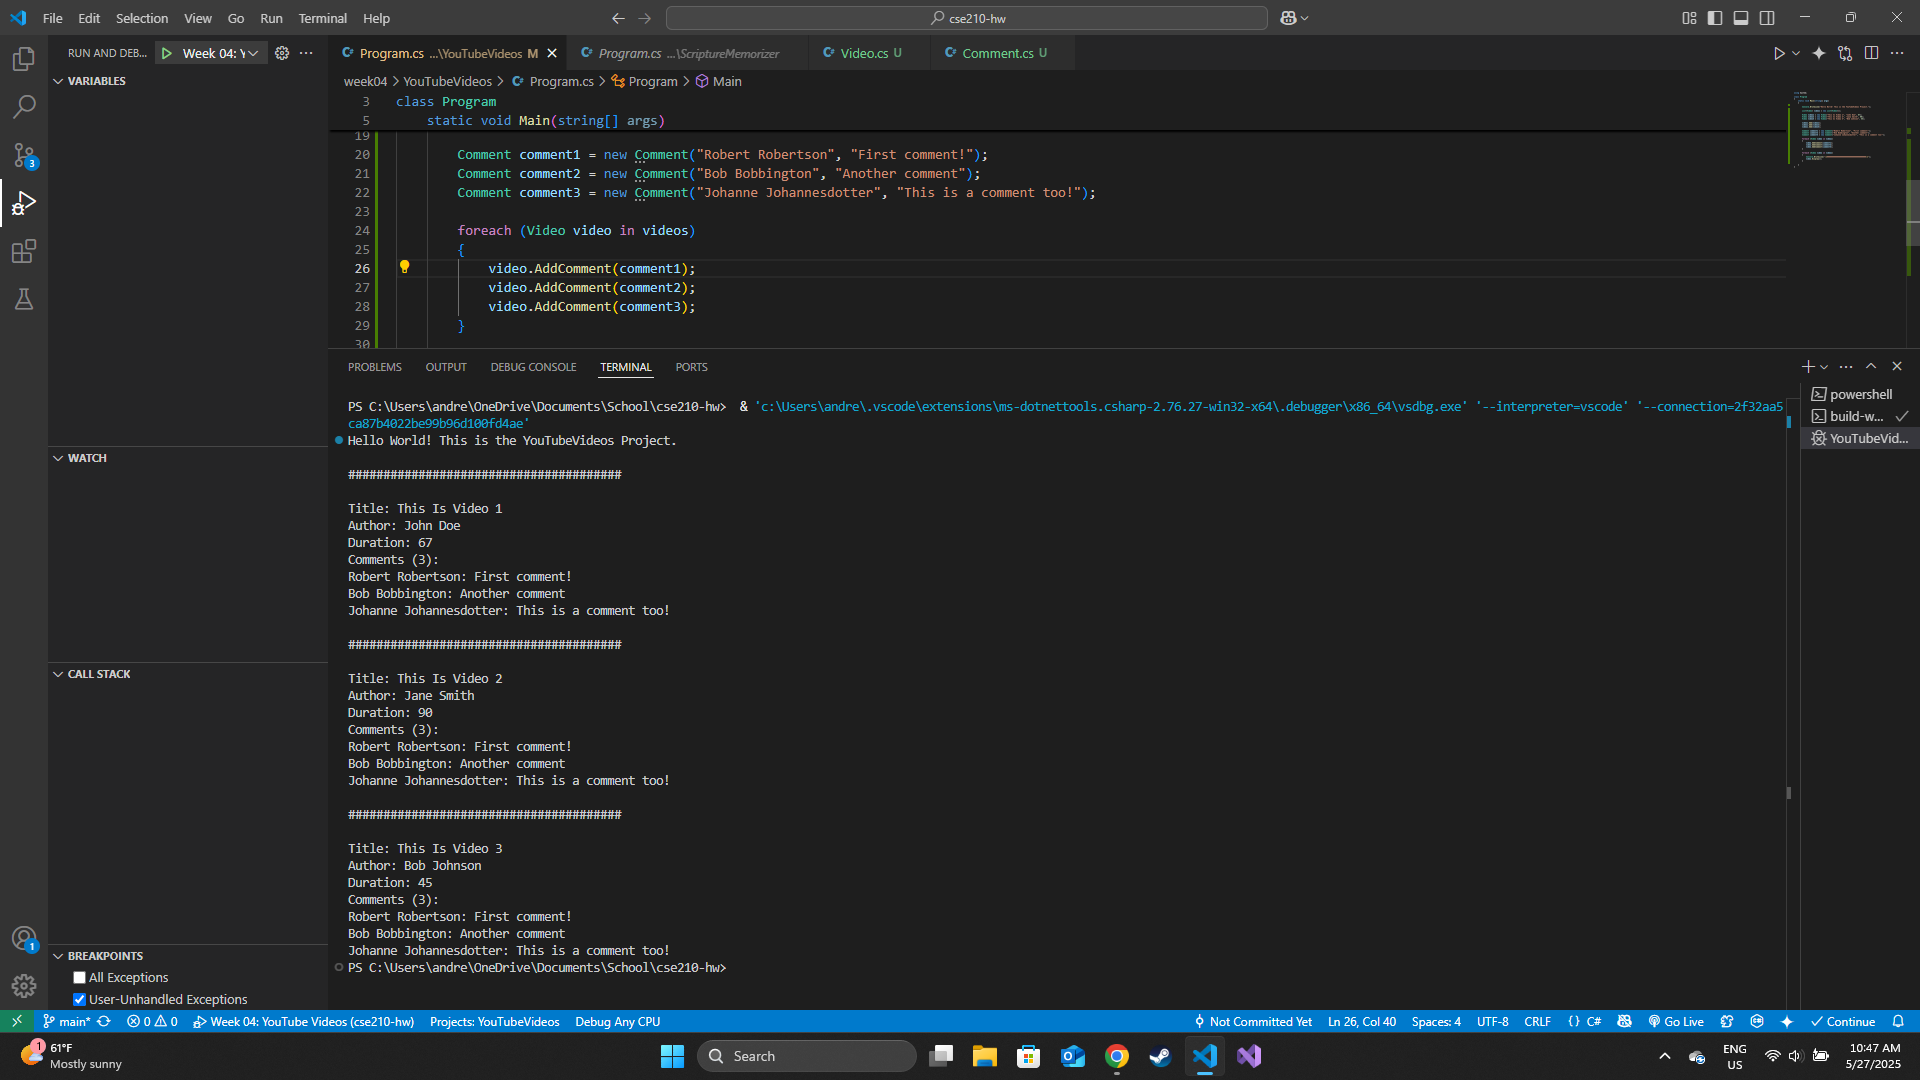 File Edit Selection View Go Run Terminal Help
cse210-hw
RUN AND DEB... Week 04: Y
Program.cs ...\YouTubeVideos M
Program.cs ...\ScriptureMemorizer
Video.cs U
Comment.cs U
VARIABLES
week04 > YouTubeVideos > Program.cs > Program > Main
3 class Program
5 static void Main(string[] args)
19
20 Comment comment1 = new Comment("Robert Robertson", "First comment!");
21 Comment comment2 = new Comment("Bob Bobbington", "Another comment");
22 Comment comment3 = new Comment("Johanne Johannesdotter", "This is a comment too!");
23
24 foreach (Video video in videos)
25 {
26 video.AddComment(comment1);
27 video.AddComment(comment2);
28 video.AddComment(comment3);
29 }
30
PROBLEMS OUTPUT DEBUG CONSOLE TERMINAL PORTS
PS C:\Users\andre\OneDrive\Documents\School\cse210-hw> & 'c:\Users\andre\.vscode\extensions\ms-dotnettools.csharp-2.76.27-win32-x64\.debugger\x86_64\vsdbg.exe' '--interpreter=vscode' '--connection=2f32aa5
ca87b4022be99b96d100fd4ae'
Hello World! This is the YouTubeVideos Project.
#######################################
Title: This Is Video 1
Author: John Doe
Duration: 67
Comments (3):
Robert Robertson: First comment!
Bob Bobbington: Another comment
Johanne Johannesdotter: This is a comment too!
#######################################
Title: This Is Video 2
Author: Jane Smith
Duration: 90
Comments (3):
Robert Robertson: First comment!
Bob Bobbington: Another comment
Johanne Johannesdotter: This is a comment too!
#######################################
Title: This Is Video 3
Author: Bob Johnson
Duration: 45
Comments (3):
Robert Robertson: First comment!
Bob Bobbington: Another comment
Johanne Johannesdotter: This is a comment too!
PS C:\Users\andre\OneDrive\Documents\School\cse210-hw>
powershell
build-w...
YouTubeVid...
WATCH
CALL STACK
BREAKPOINTS
All Exceptions
User-Unhandled Exceptions
3
1
main* 0 0 Week 04: YouTube Videos (cse210-hw) Projects: YouTubeVideos Debug Any CPU
Not Committed Yet Ln 26, Col 40 Spaces: 4 UTF-8 CRLF {} C# Go Live Continue
1
61°F
Mostly sunny
Search
ENG
US
10:47 AM
5/27/2025